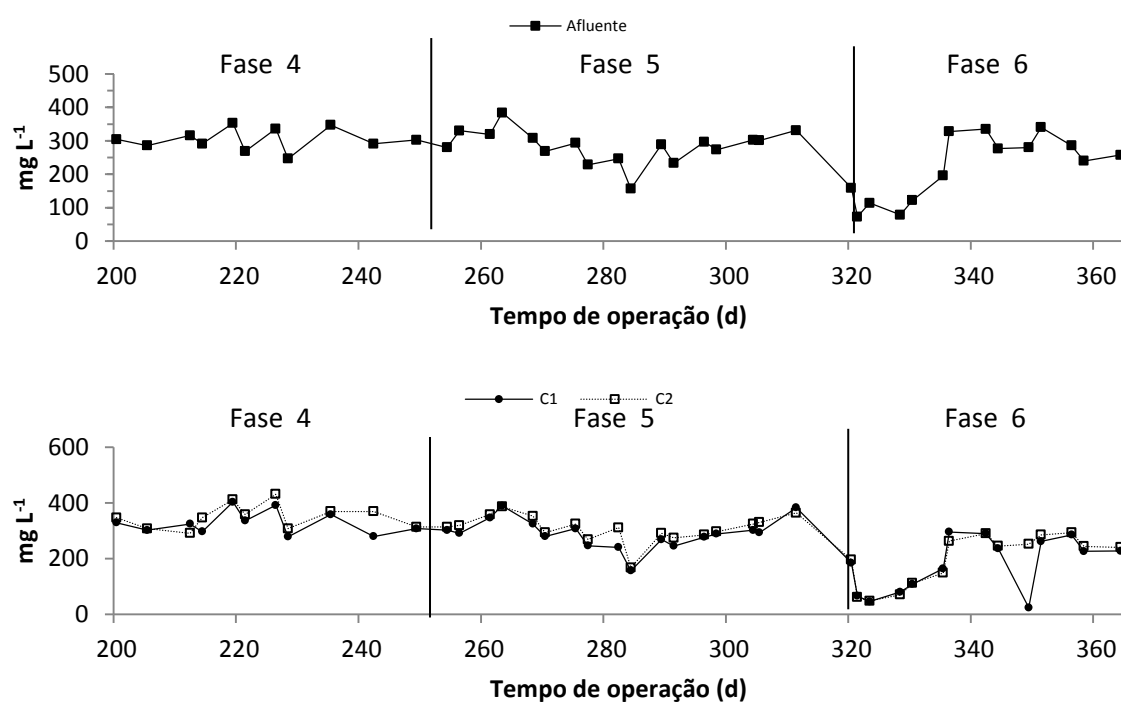 Afluente
Fase 4 Fase 5 Fase 6
500
400
300
200
100
0
mg L-1
200 220 240 260 280 300 320 340 360
Tempo de operação (d)
C1 C2
Fase 4 Fase 5 Fase 6
600
400
200
0
mg L-1
200 220 240 260 280 300 320 340 360
Tempo de operação (d)